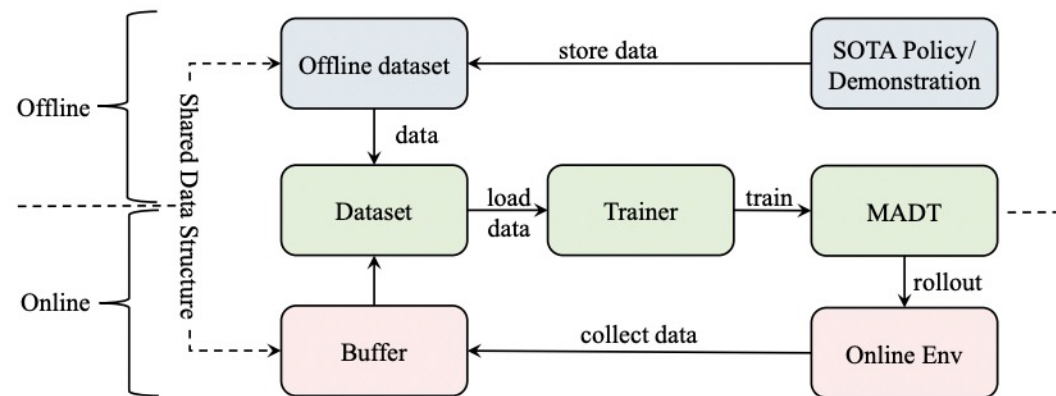 Offline
Online
Shared Data Structure
Offline dataset
store data
SOTA Policy/
Demonstration
data
Dataset
load
data
Trainer
train
MADT
rollout
Buffer
collect data
Online Env